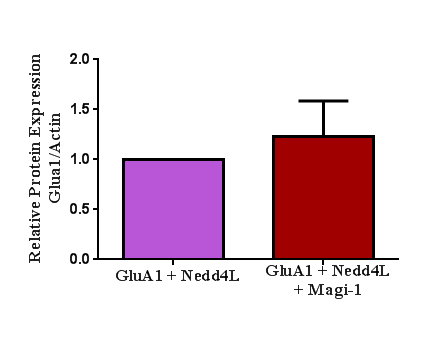 Relative Protein Expression
Glua1/Actin
2.0
1.5
1.0
0.5
0.0
GluA1 + Nedd4L
GluA1 + Nedd4L
+ Magi-1